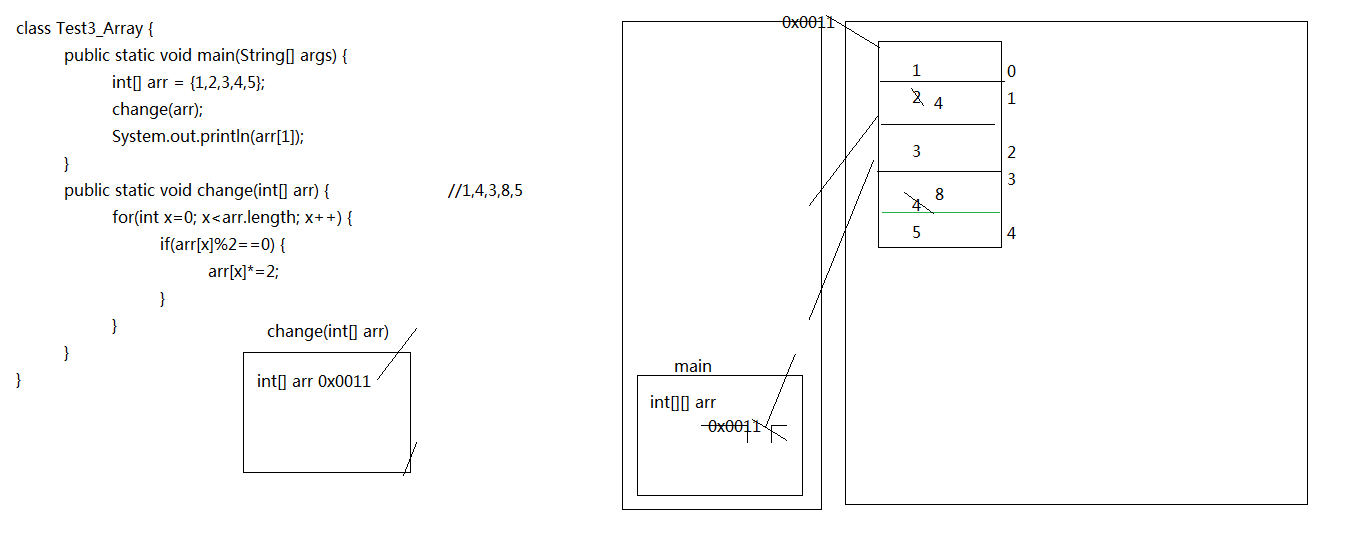 class Test3_Array {
public static void main(String[] args) {
int[] arr = {1,2,3,4,5};
change(arr);
System.out.println(arr[1]);
}
public static void change(int[] arr) { //1,4,3,8,5
for(int x=0; x<arr.length; x++) {
if(arr[x]%2==0) {
arr[x]*=2;
}
}
}
}
change(int[] arr)
int[] arr 0x0011
main
int[][] arr
0x0011
0x0011
1 0
2 4 1
3 2
3
4 8
5 4